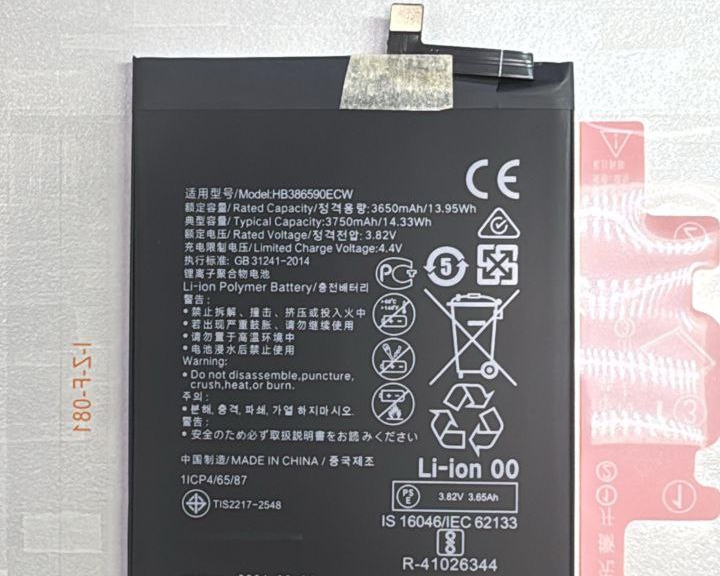 CE
适用型号/Model:HB386590ECW
额定容量/Rated Capacity/정격용량:3650mAh/13.95Wh
典型容量/Typical Capacity:3750mAh/14.33Wh
额定电压/Rated Voltage/정격전압: 3.82V
充电限制电压/Limited Charge Voltage:4.4V
执行标准: GB 31241-2014
锂离子聚合物电池
Li-ion Polymer Battery/충전배터리
警告:
• 禁止拆解、撞击、挤压或投入火中
• 若出现严重鼓胀、请勿继续使用
• 请勿置于高温环境中
• 电池浸水后禁止使用
Warning:
• Do not disassemble,puncture,
crush,heat,or burn.
주의:
• 분해, 충격, 파쇄, 가열 하지마시오.
警告:
• 安全のため必ず取扱説明書をお読みください
中国制造/MADE IN CHINA / 중국제조
1ICP4/65/87
TIS2217-2548
PC
5
Li-ion 00
PS
E
3.82V 3.65Ah
IS 16046/IEC 62133
R-41026344
I-Z-F-081